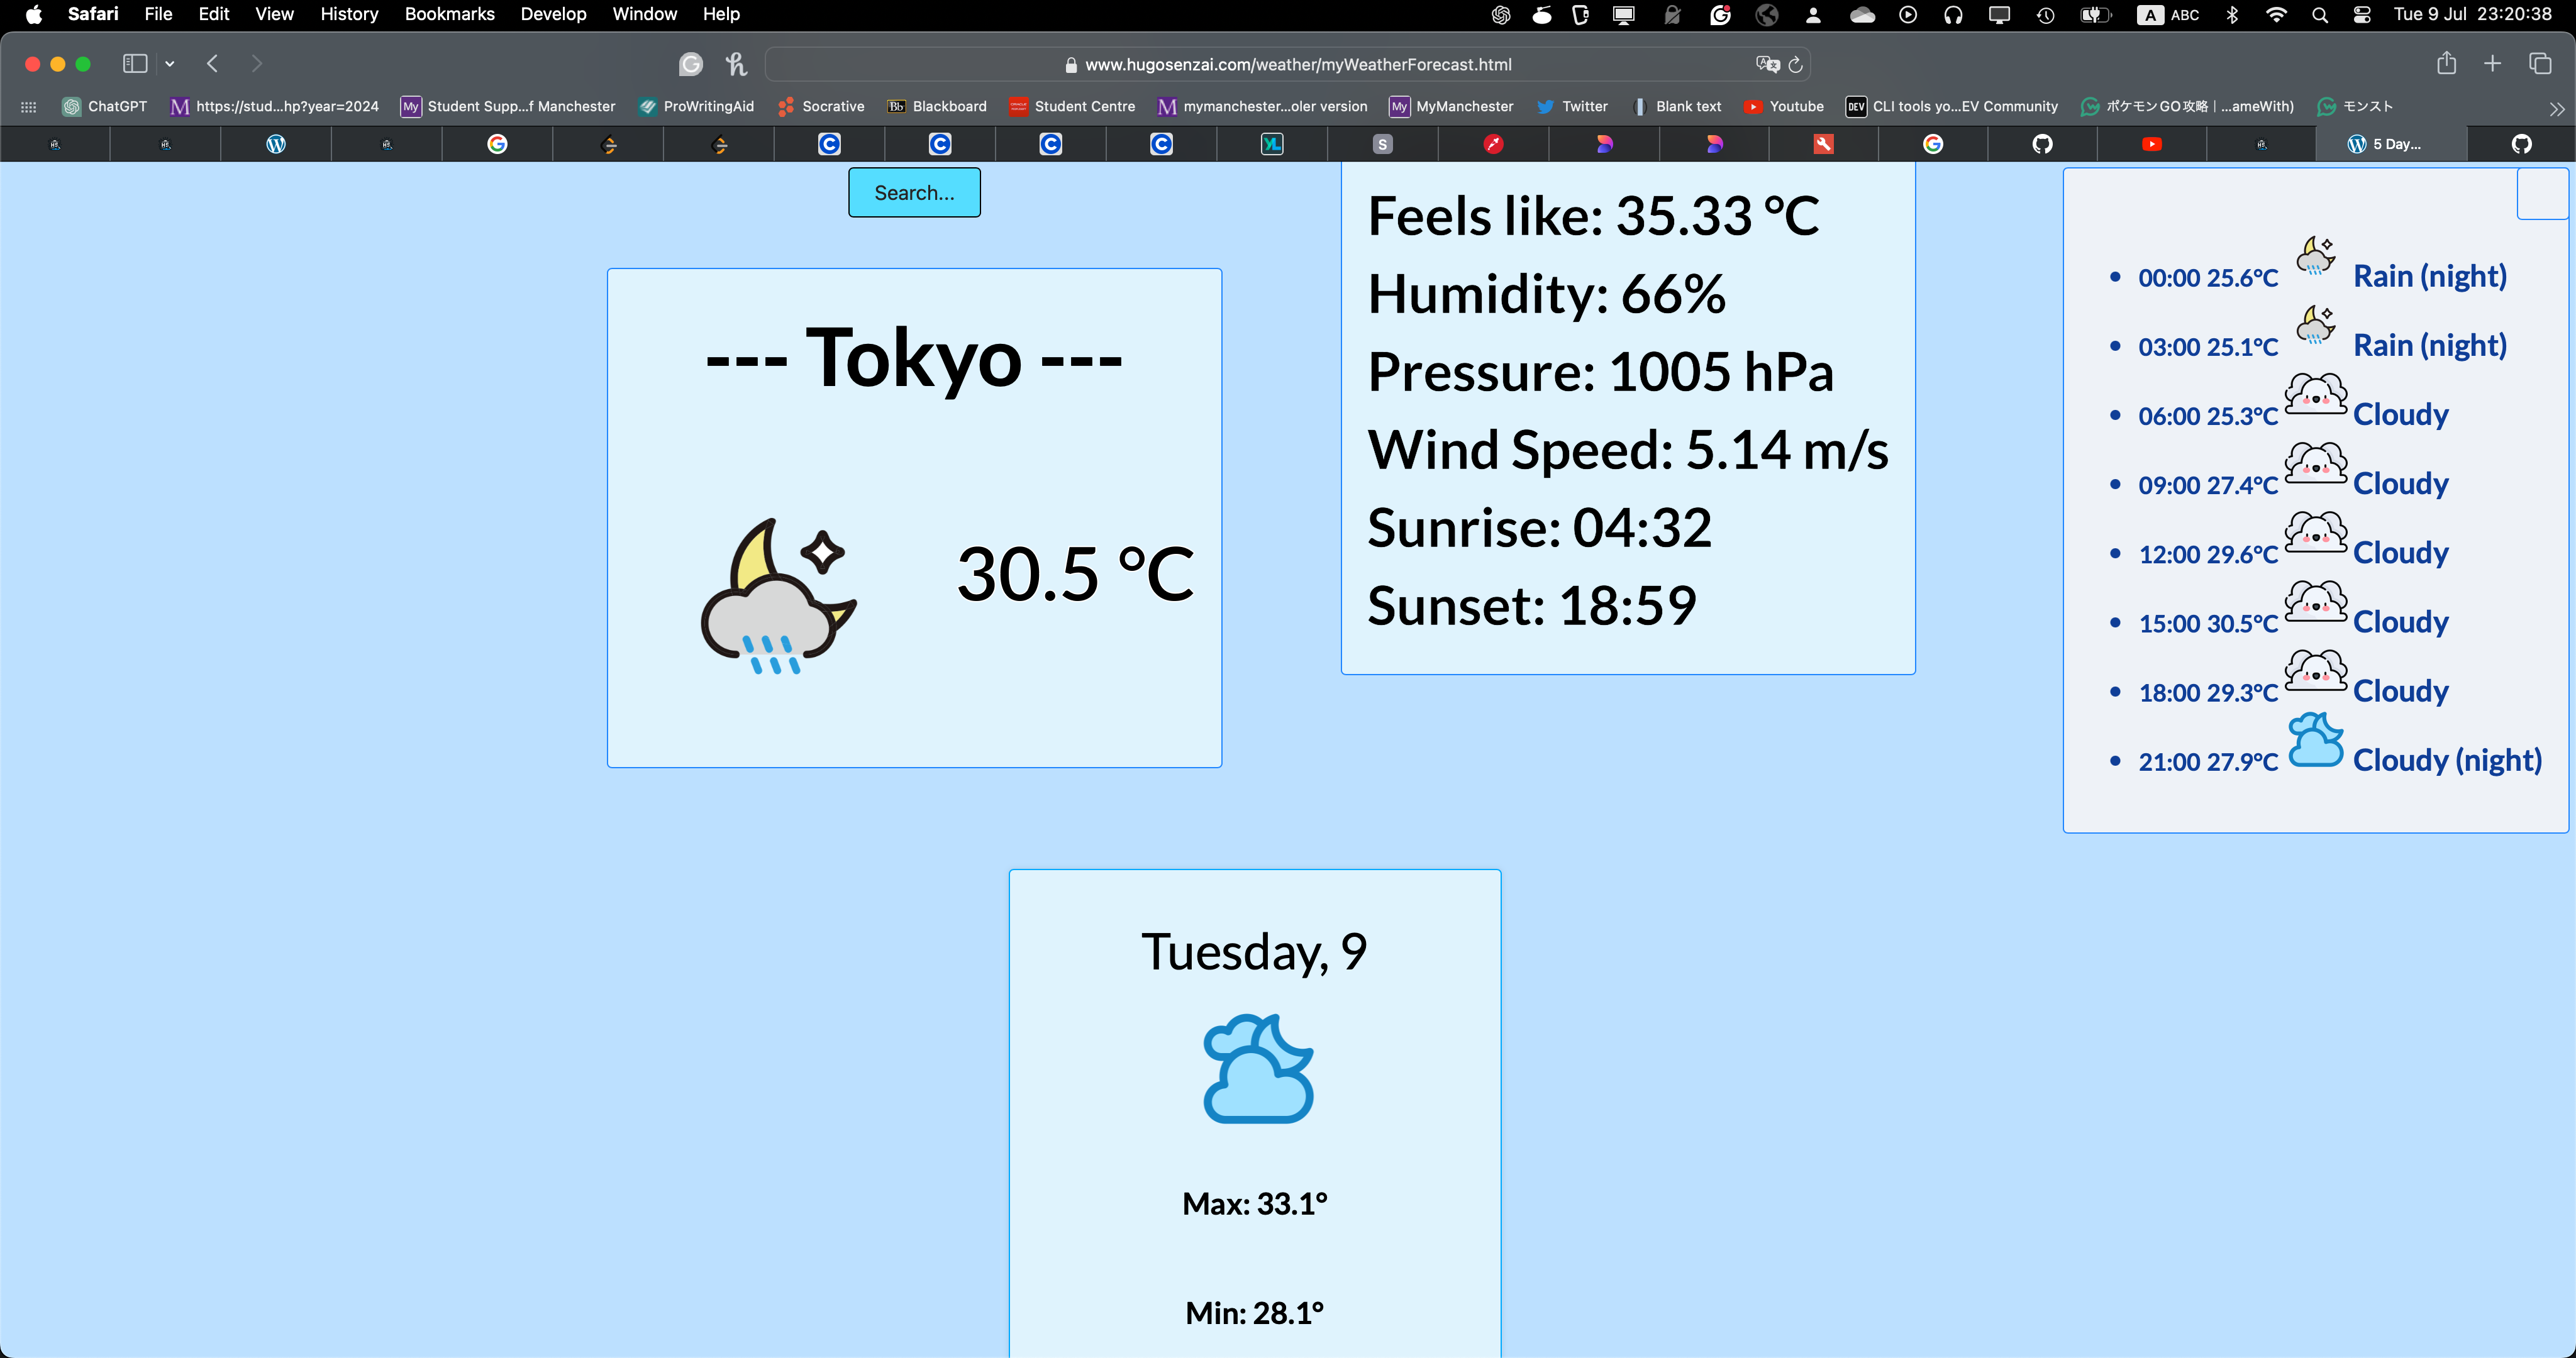 Safari File Edit View History Bookmarks Develop Window Help A ABC Tue 9 Jul 23:20:38
www.hugosenzai.com/weather/myWeatherForecast.html
ChatGPT M https://stud...hp?year=2024 My Student Supp...f Manchester ProWritingAid Socrative Bb Blackboard Student Centre M mymanchester...oler version My MyManchester Twitter Blank text Youtube DEV CLI tools yo...EV Community ポケモンGO攻略｜...ameWith) モンスト
5 Day...
Search...
--- Tokyo ---
30.5 °C
Feels like: 35.33 °C
Humidity: 66%
Pressure: 1005 hPa
Wind Speed: 5.14 m/s
Sunrise: 04:32
Sunset: 18:59
• 00:00 25.6°C Rain (night)
• 03:00 25.1°C Rain (night)
• 06:00 25.3°C Cloudy
• 09:00 27.4°C Cloudy
• 12:00 29.6°C Cloudy
• 15:00 30.5°C Cloudy
• 18:00 29.3°C Cloudy
• 21:00 27.9°C Cloudy (night)
Tuesday, 9
Max: 33.1°
Min: 28.1°